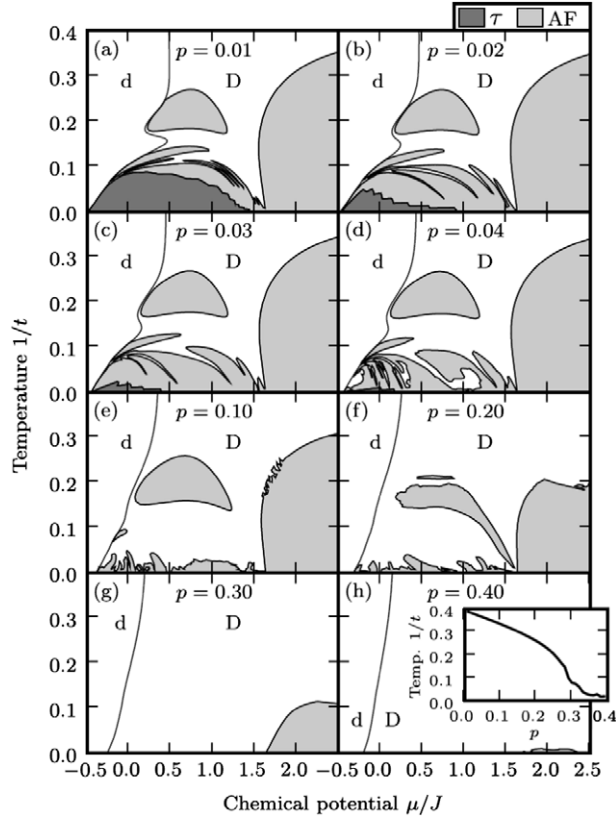 τ AF
(a) p = 0.01 (b) p = 0.02
d D d D
0.4
0.3
0.2
0.1
0.0
(c) p = 0.03 (d) p = 0.04
d D d D
0.3
0.2
0.1
0.0
(e) p = 0.10 (f) p = 0.20
d D d D
0.3
0.2
0.1
0.0
(g) p = 0.30 (h) p = 0.40
d D d D
0.3
0.2
0.1
0.0
Temp. 1/t
0.4
0.3
0.2
0.1
0.0
0.0 0.1 0.2 0.3 0.4
p
−0.5 0.0 0.5 1.0 1.5 2.0 −0.5 0.0 0.5 1.0 1.5 2.0 2.5
Temperature 1/t
Chemical potential μ/J